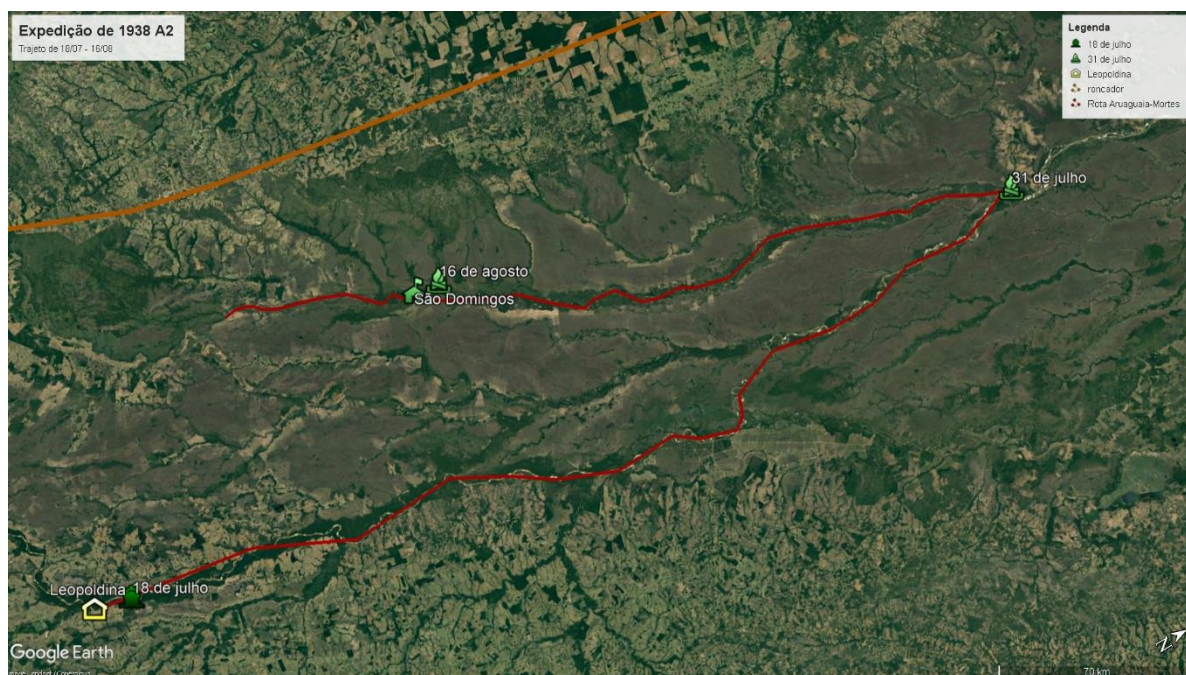 Expedição de 1938 A2
Trajeto de 18/07 - 16/08
Legenda
18 de julho
31 de julho
Leopoldina
roncador
Rota Aruaguaia-Mortes
31 de julho
16 de agosto
São Domingos
Leopoldina
18 de julho
Google Earth
N
70 km